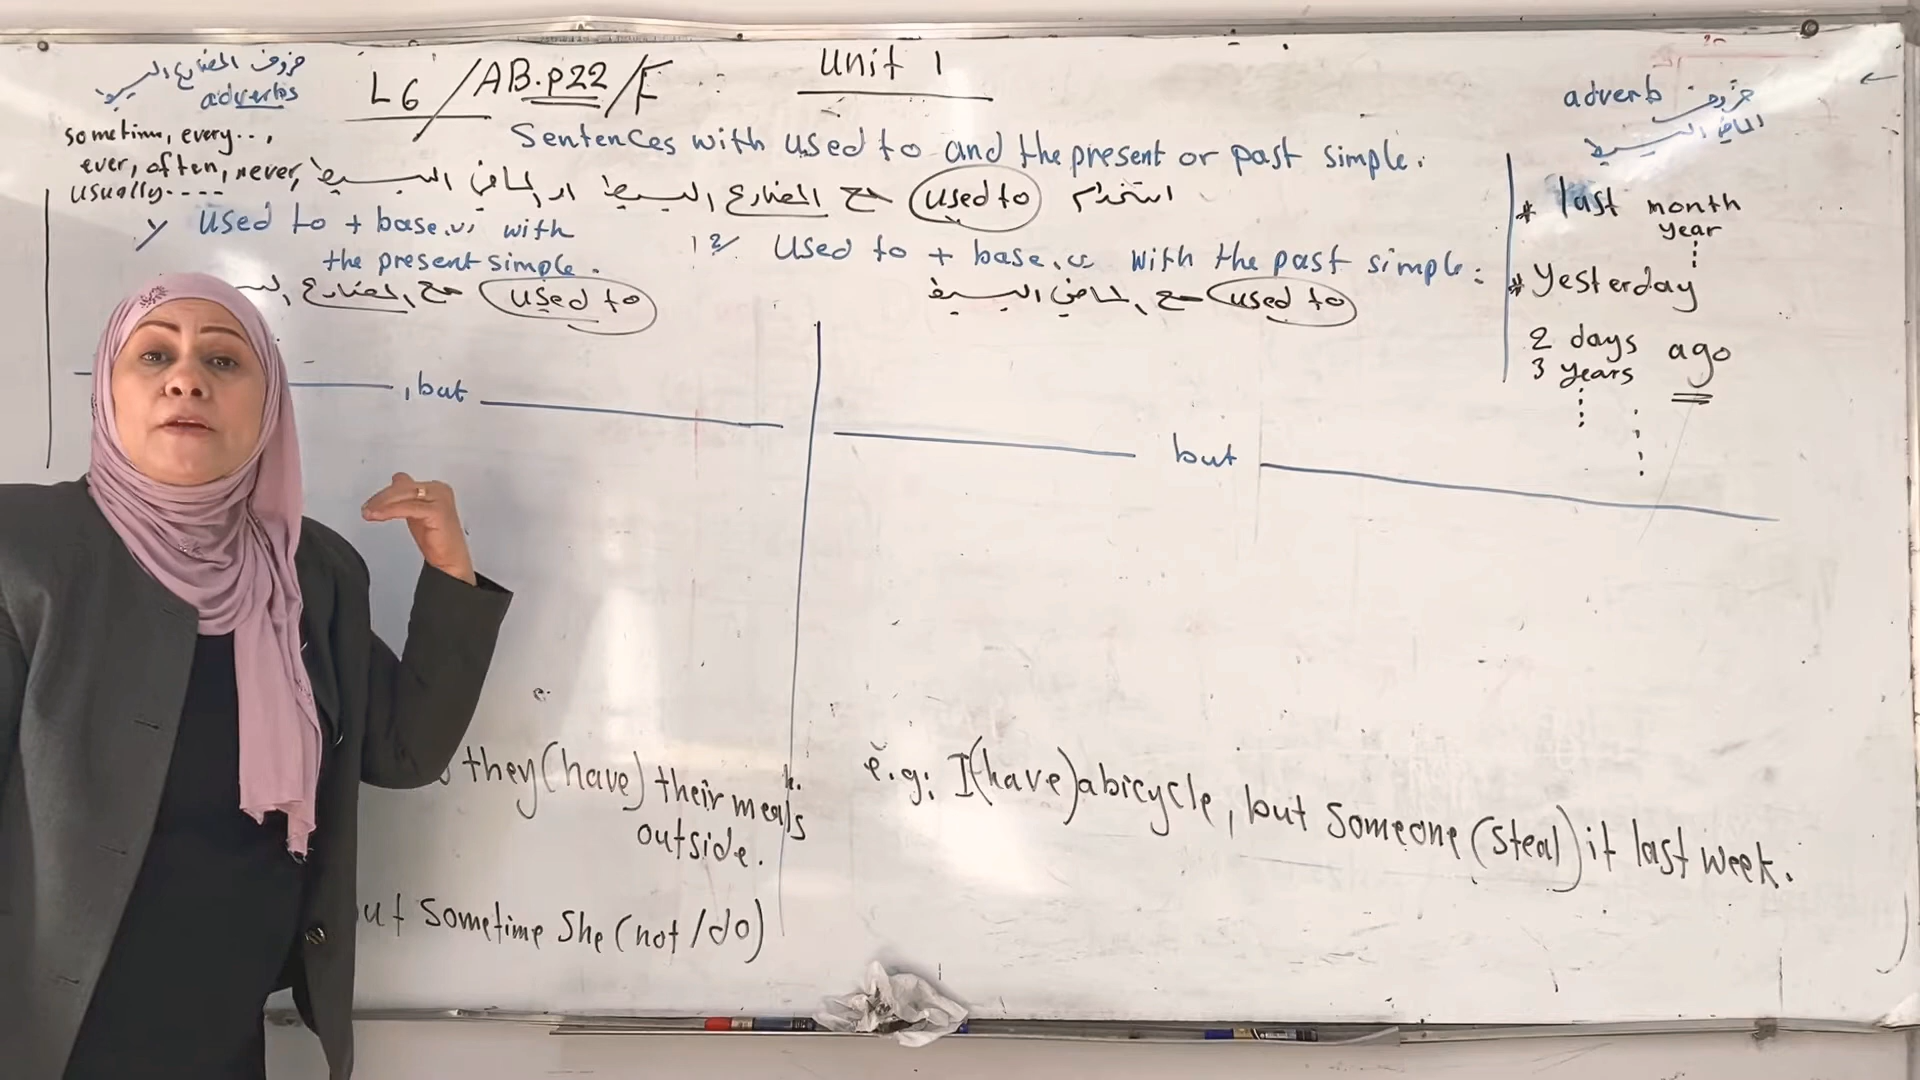 Unit 1
L6 / AB.p22 / F
ظروف المضارع البسيط
adverbs
sometime, every..,
ever, often, never,
usually----
Sentences with used to and the present or past simple.
استخدام used to مع المضارع البسيط او الماضي البسيط
1/ used to + base.v. with
the present simple.
used to مع المضارع
, but
2/ used to + base.v. with the past simple:
used to مع الماضي البسيط
but
adverb ظروف
الماضي البسيط
* last month
year
* Yesterday
2 days ago
3 years
they (have) their meals
outside.
ut Sometime She (not/do)
e.g: I (have) a bicycle, but Someone (steal) it last week.